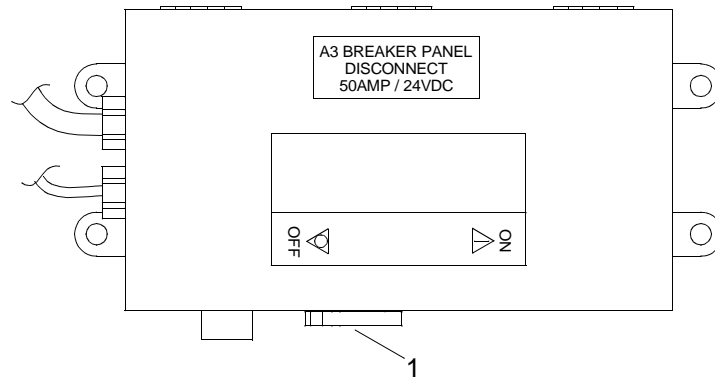 A3 BREAKER PANEL
DISCONNECT
50AMP / 24VDC
OFF
ON
1